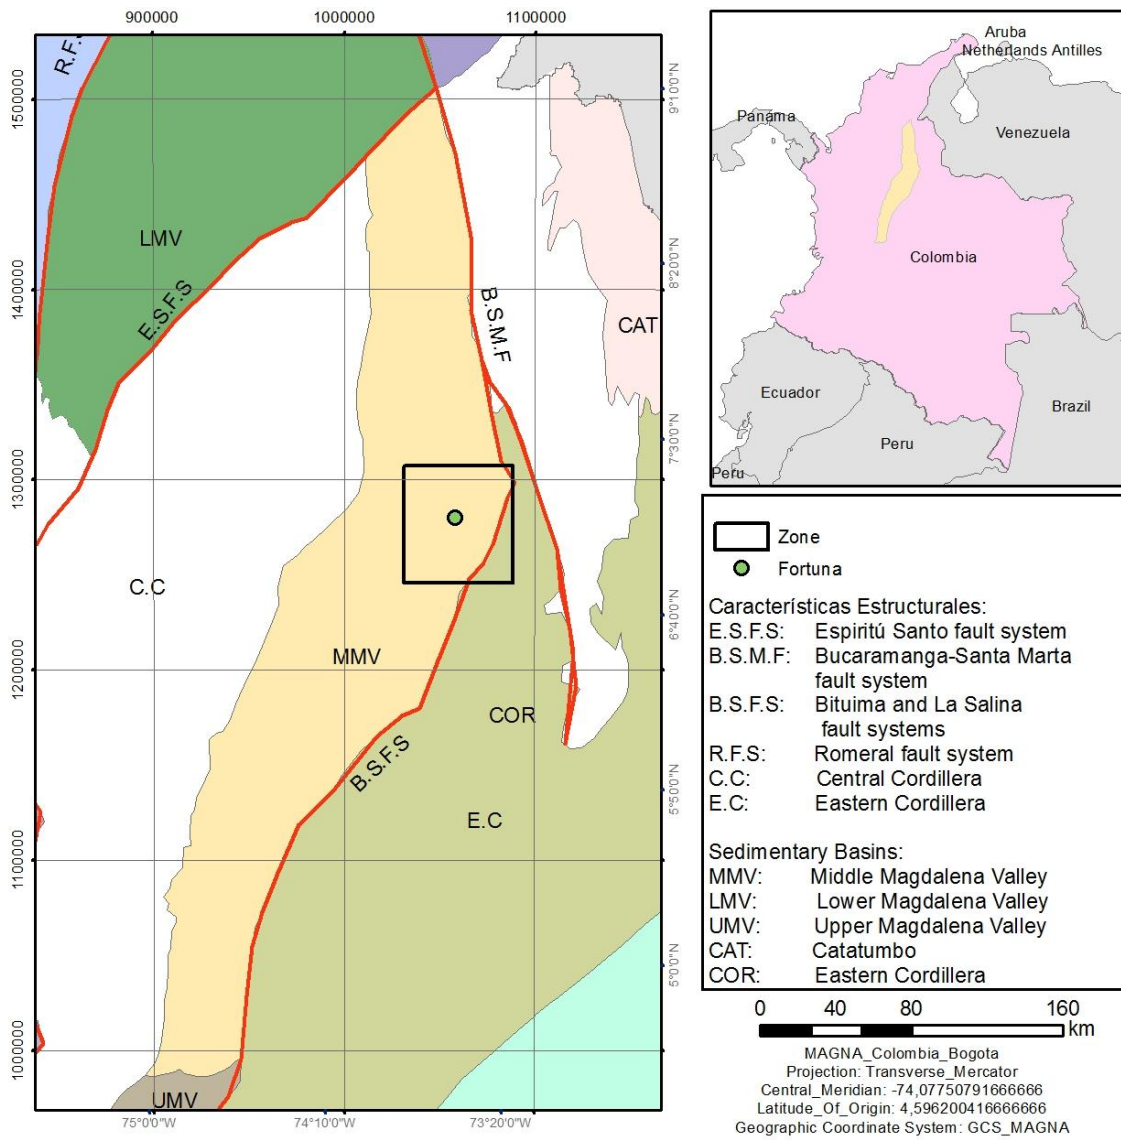 900000 1000000 1100000
R.F.S
1500000
9°10'0"N
LMV
E.S.F.S
1400000
8°20'0"N
B.S.M.F
CAT
7°30'0"N
1300000
C.C
6°40'0"N
MMV
1200000
COR
B.S.F.S
5°50'0"N
E.C
1100000
5°0'0"N
1000000
UMV
75°0'0"W 74°10'0"W 73°20'0"W
Aruba
Netherlands Antilles
Panáma
Venezuela
Colombia
Ecuador
Brazil
Peru
Peru
Zone
Fortuna
Características Estructurales:
E.S.F.S: Espiritú Santo fault system
B.S.M.F: Bucaramanga-Santa Marta
fault system
B.S.F.S: Bituima and La Salina
fault systems
R.F.S: Romeral fault system
C.C: Central Cordillera
E.C: Eastern Cordillera
Sedimentary Basins:
MMV: Middle Magdalena Valley
LMV: Lower Magdalena Valley
UMV: Upper Magdalena Valley
CAT: Catatumbo
COR: Eastern Cordillera
0 40 80 160
km
MAGNA_Colombia_Bogota
Projection: Transverse_Mercator
Central_Meridian: -74,07750791666666
Latitude_Of_Origin: 4,596200416666666
Geographic Coordinate System: GCS_MAGNA